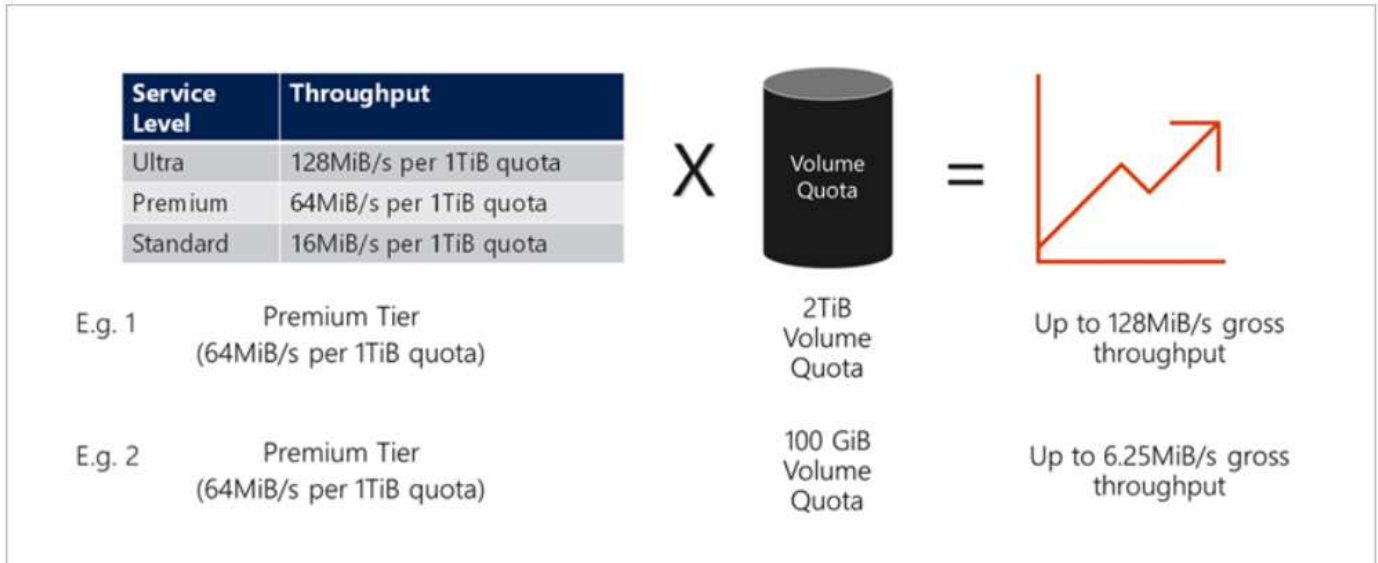 Service Level Throughput
Ultra 128MiB/s per 1TiB quota
Premium 64MiB/s per 1TiB quota
Standard 16MiB/s per 1TiB quota
X
Volume
Quota
=
E.g. 1
Premium Tier
(64MiB/s per 1TiB quota)
2TiB
Volume
Quota
Up to 128MiB/s gross
throughput
E.g. 2
Premium Tier
(64MiB/s per 1TiB quota)
100 GiB
Volume
Quota
Up to 6.25MiB/s gross
throughput